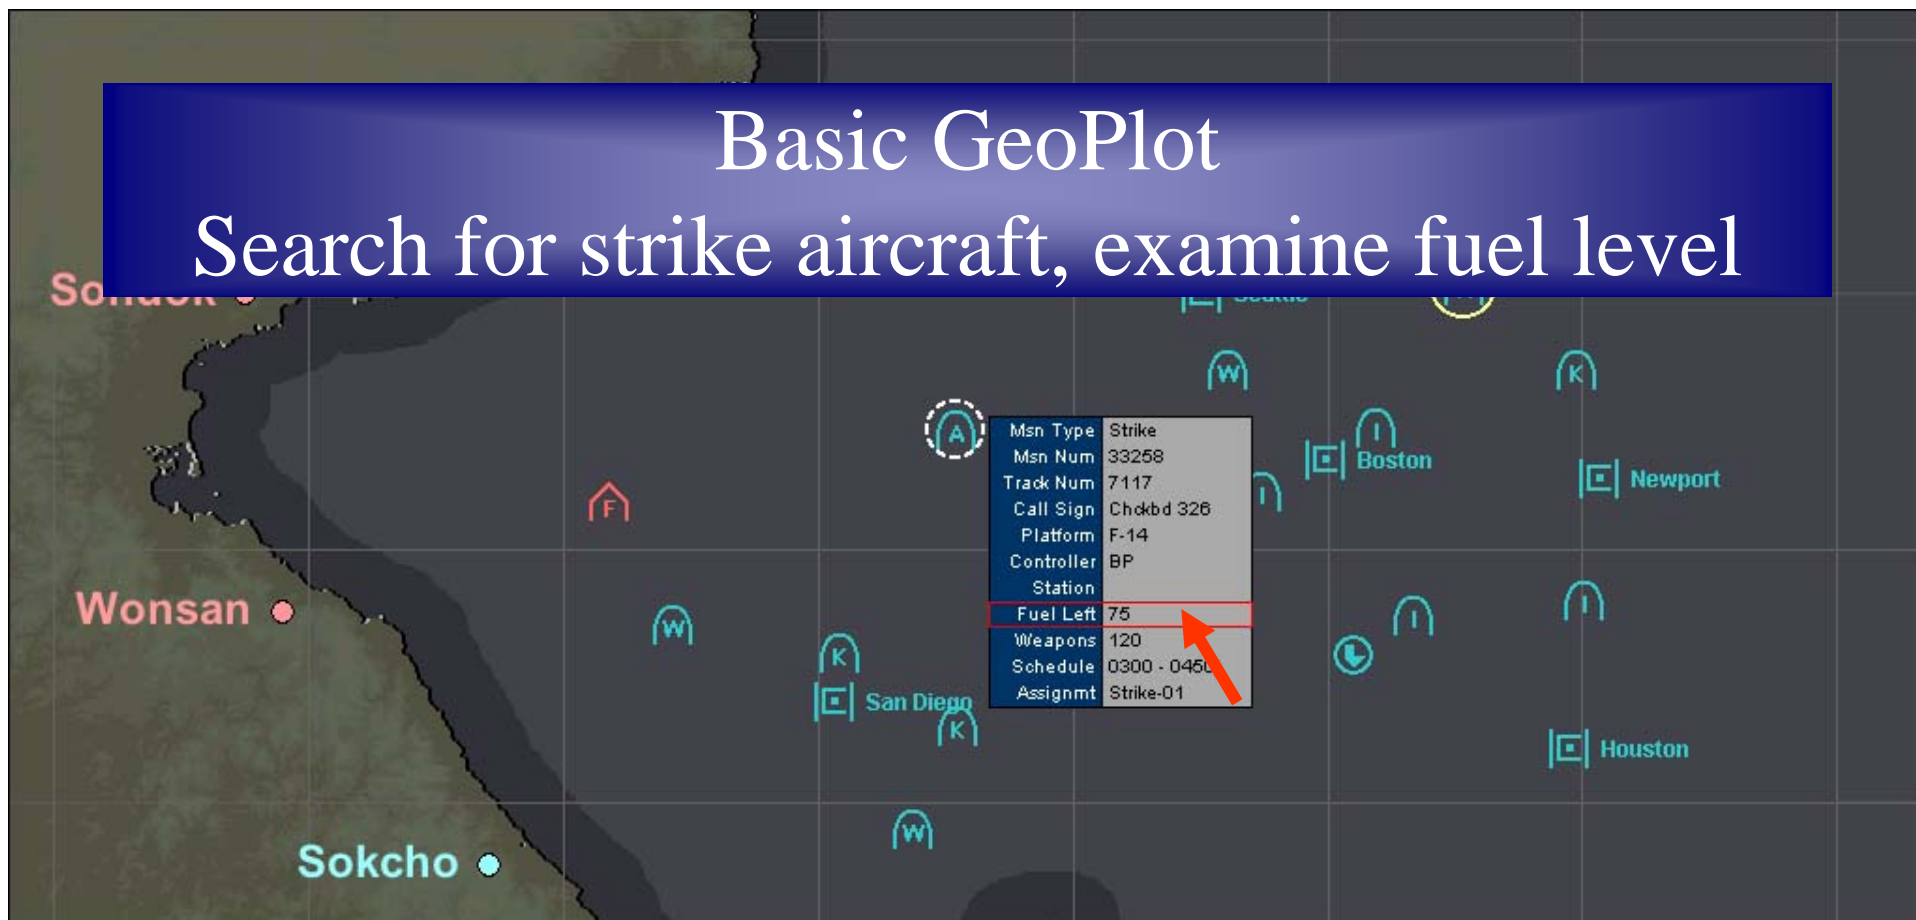 Basic GeoPlot
Search for strike aircraft, examine fuel level
W
K
A
Msn Type Strike
Msn Num 33258
Track Num 7117
Call Sign Chckbd 326
Platform F-14
Controller BP
Station
Fuel Left 75
Weapons 120
Schedule 0300 - 0450
Assignmt Strike-01
I
Boston
I
Newport
F
Wonsan
W
K
San Diego
K
I
I
Houston
W
Sokcho